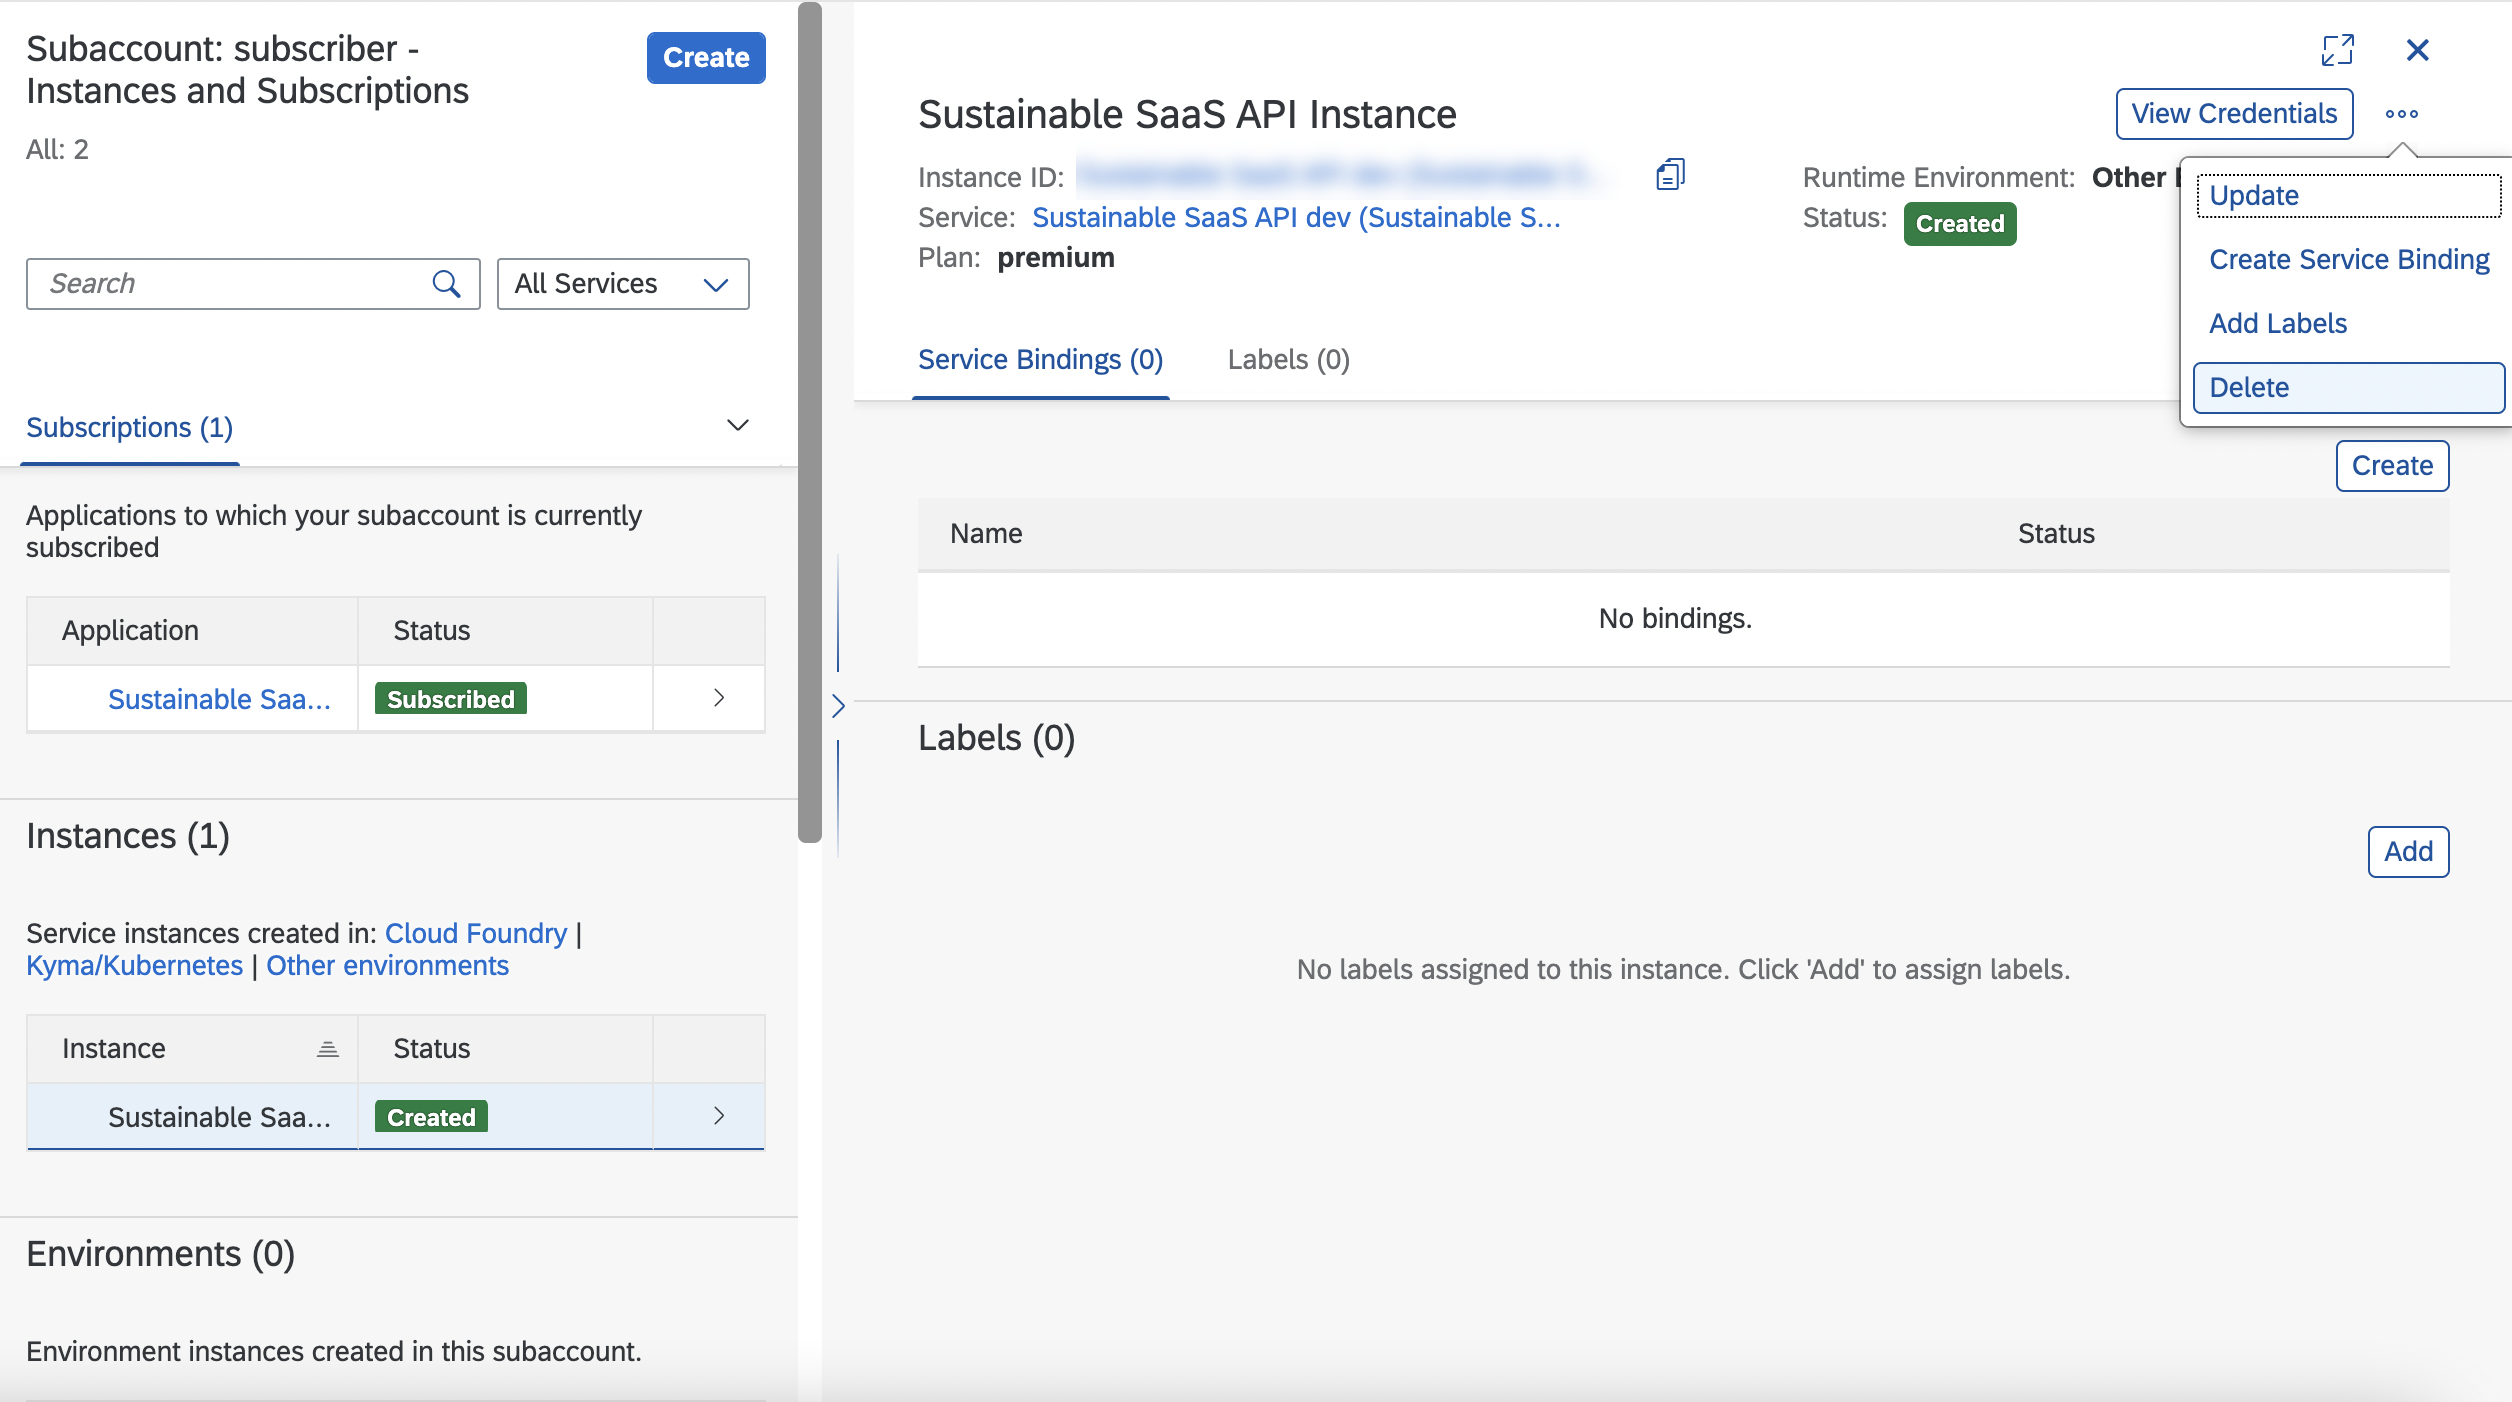 Subaccount: subscriber -
Instances and Subscriptions
Create
All: 2
Search
All Services
Subscriptions (1)
Applications to which your subaccount is currently
subscribed
Application Status
Sustainable Saa... Subscribed
Instances (1)
Service instances created in: Cloud Foundry |
Kyma/Kubernetes | Other environments
Instance Status
Sustainable Saa... Created
Environments (0)
Environment instances created in this subaccount.
Sustainable SaaS API Instance
View Credentials
Instance ID:
Service: Sustainable SaaS API dev (Sustainable S...
Plan: premium
Runtime Environment: Other
Status: Created
Update
Create Service Binding
Add Labels
Delete
Service Bindings (0) Labels (0)
Create
Name Status
No bindings.
Labels (0)
Add
No labels assigned to this instance. Click 'Add' to assign labels.